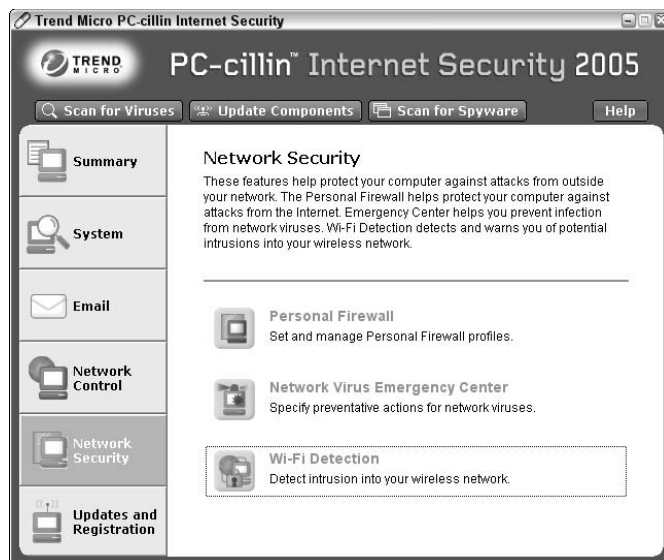 Trend Micro PC-cillin Internet Security
TREND
MICRO
PC-cillin™ Internet Security 2005
Scan for Viruses
Update Components
Scan for Spyware
Help
Summary
System
Email
Network
Control
Network
Security
Updates and
Registration
Network Security
These features help protect your computer against attacks from outside
your network. The Personal Firewall helps protect your computer against
attacks from the Internet. Emergency Center helps you prevent infection
from network viruses. Wi-Fi Detection detects and warns you of potential
intrusions into your wireless network.
Personal Firewall
Set and manage Personal Firewall profiles.
Network Virus Emergency Center
Specify preventative actions for network viruses.
Wi-Fi Detection
Detect intrusion into your wireless network.